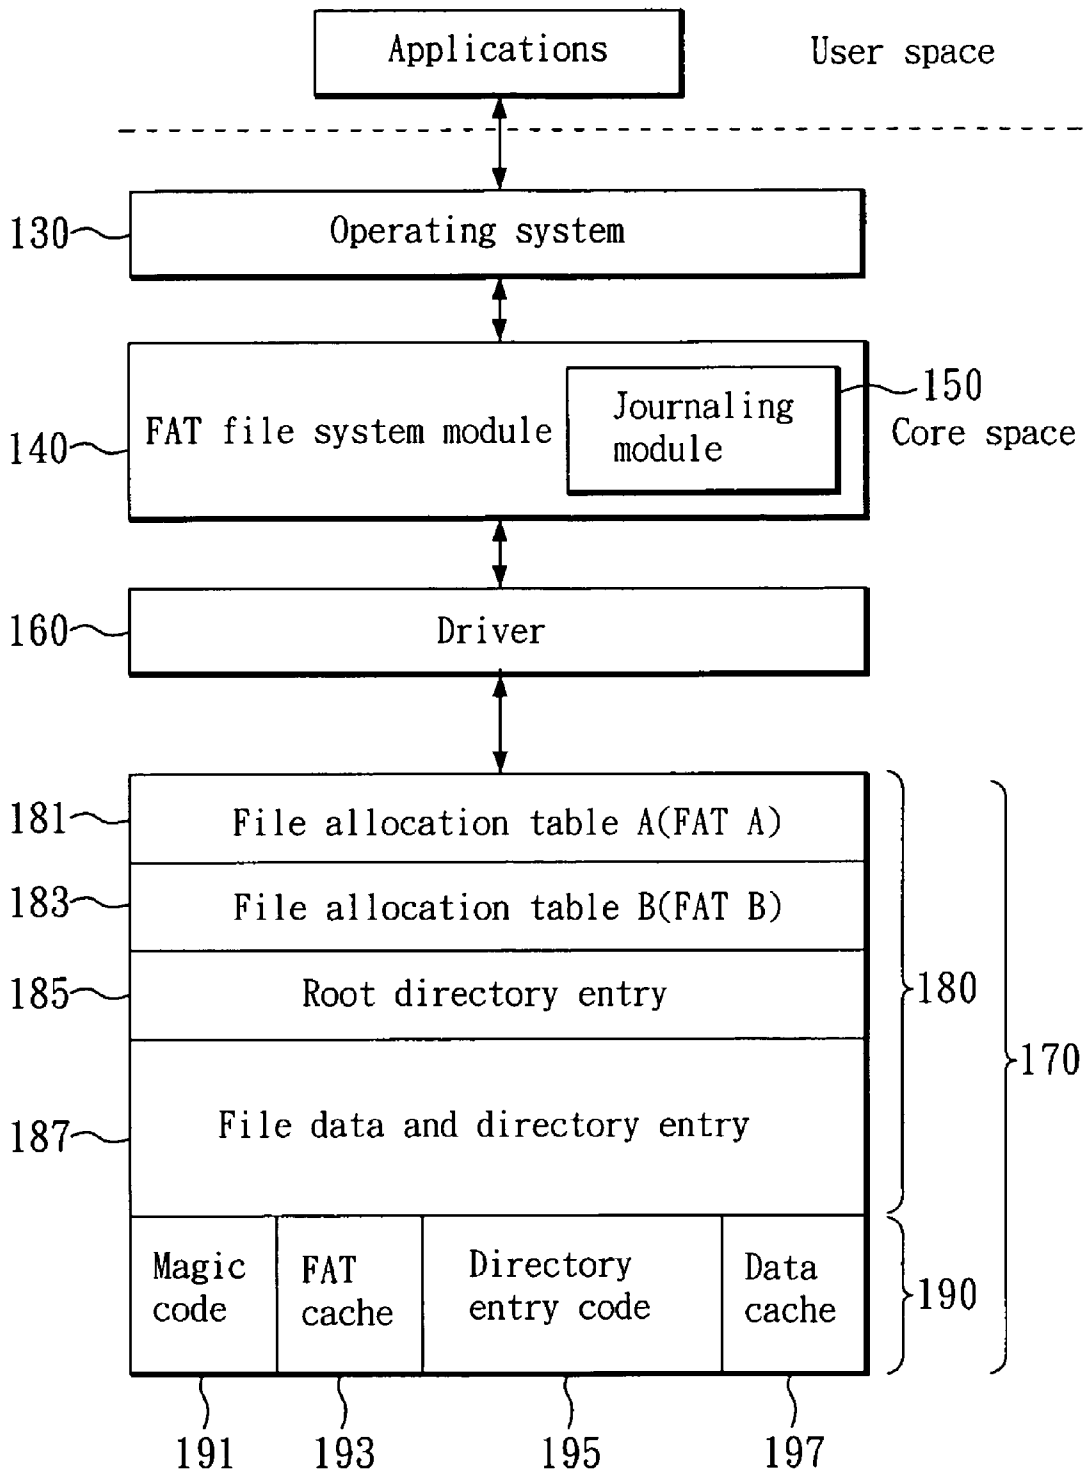 Applications
User space
130
Operating system
150
Journaling
module
FAT file system module
140
Core space
160
Driver
181
File allocation table A(FAT A)
183
File allocation table B(FAT B)
185
Root directory entry
180
170
187
File data and directory entry
Magic
code
FAT
cache
Directory
entry code
Data
cache
190
191
193
195
197